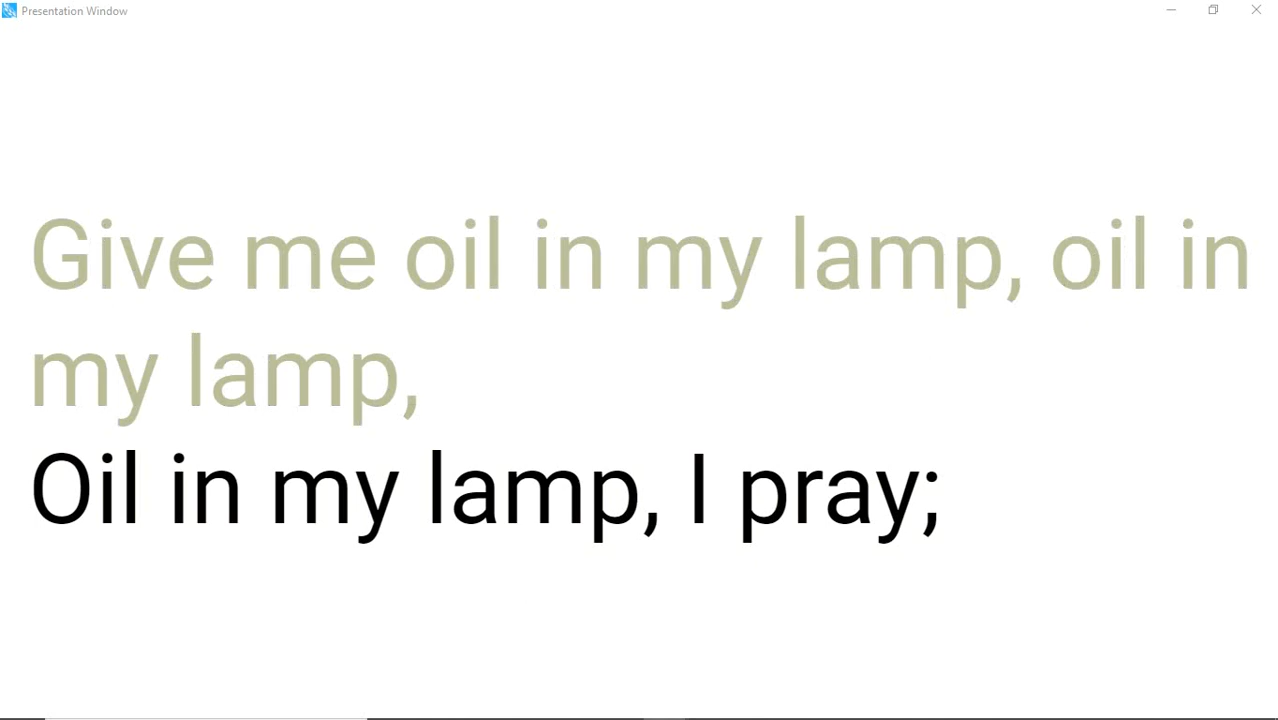 Presentation Window
Give me oil in my lamp, oil in
my lamp,
Oil in my lamp, I pray;